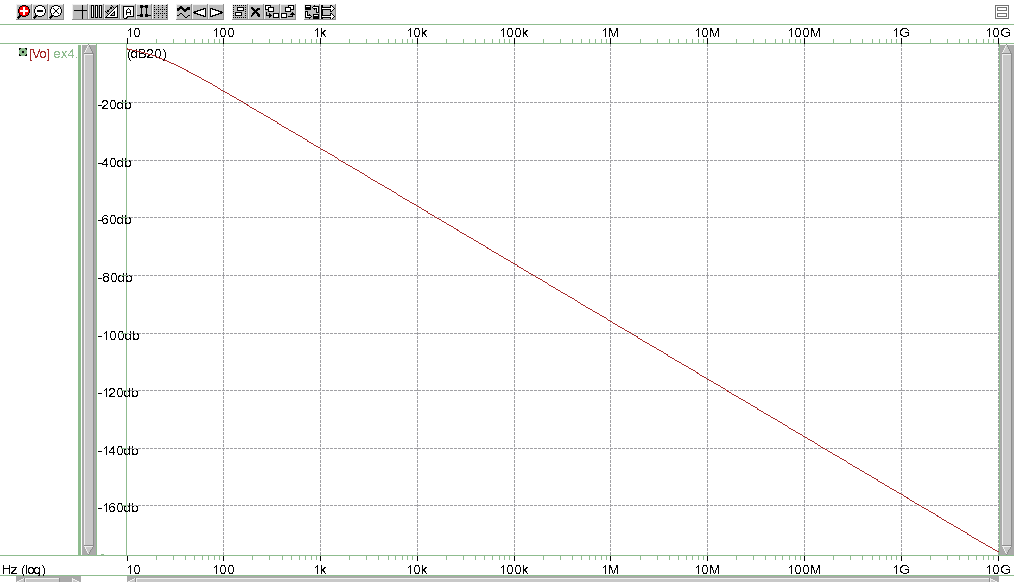 10 100 1k 10k 100k 1M 10M 100M 1G 10G
[Vo] ex4.
(dB20)
-20db
-40db
-60db
-80db
-100db
-120db
-140db
-160db
Hz (log) 10 100 1k 10k 100k 1M 10M 100M 1G 10G